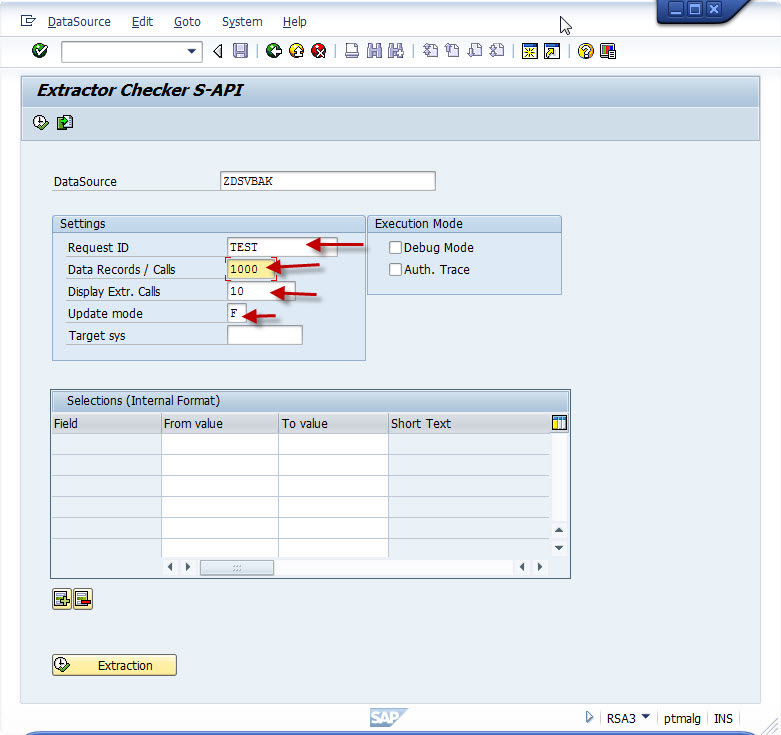 DataSource Edit Goto System Help
Extractor Checker S-API
DataSource ZDSVBAK
Settings Execution Mode
Request ID TEST Debug Mode
Data Records / Calls 1000 Auth. Trace
Display Extr. Calls 10
Update mode F
Target sys
Selections (Internal Format)
Field From value To value Short Text
Extraction
SAP RSA3 ptmalg INS